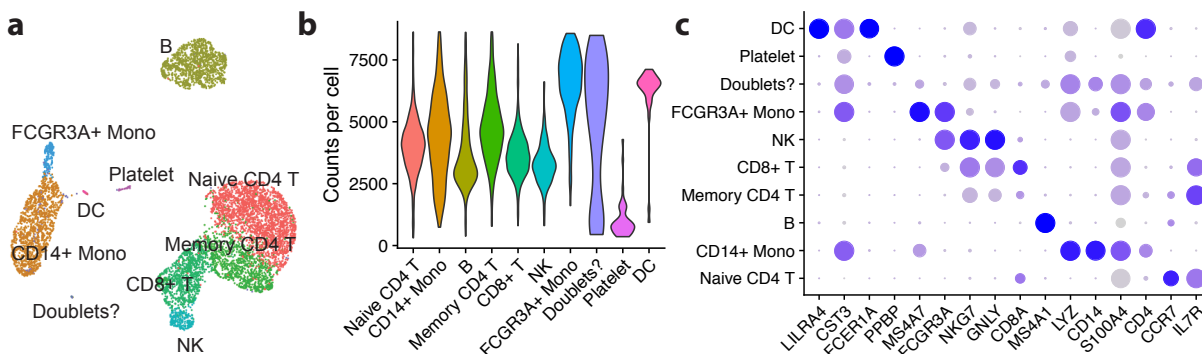 a
B
FCGR3A+ Mono
Platelet
Naive CD4 T
DC
Memory CD4 T
CD14+ Mono
CD8+ T
Doublets?
NK
b
Counts per cell
7500
5000
2500
0
Naive CD4 T
CD14+ Mono
B
Memory CD4 T
CD8+ T
NK
FCGR3A+ Mono
Doublets?
Platelet
DC
c
DC
Platelet
Doublets?
FCGR3A+ Mono
NK
CD8+ T
Memory CD4 T
B
CD14+ Mono
Naive CD4 T
LILRA4
CST3
FCER1A
PPBP
MS4A7
FCGR3A
NKG7
GNLY
CD8A
MS4A1
LYZ
CD14
S100A4
CD4
CCR7
IL7R